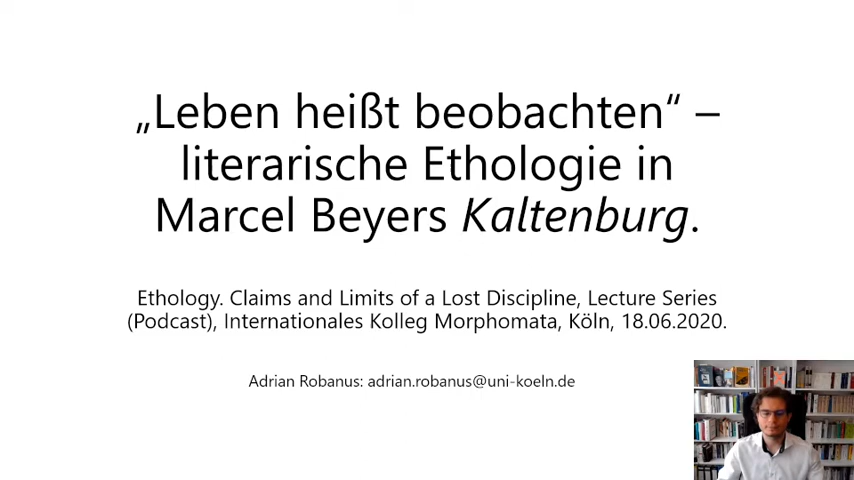 „Leben heißt beobachten“ –
literarische Ethologie in
Marcel Beyers Kaltenburg.
Ethology. Claims and Limits of a Lost Discipline, Lecture Series
(Podcast), Internationales Kolleg Morphomata, Köln, 18.06.2020.
Adrian Robanus: adrian.robanus@uni-koeln.de